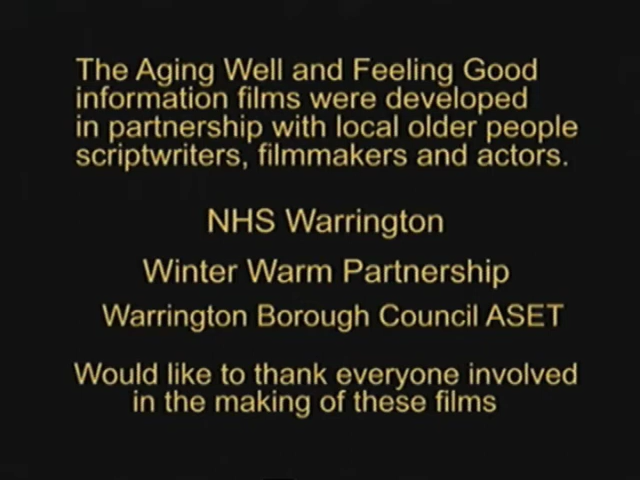 The Aging Well and Feeling Good
information films were developed
in partnership with local older people
scriptwriters, filmmakers and actors.
NHS Warrington
Winter Warm Partnership
Warrington Borough Council ASET
Would like to thank everyone involved
in the making of these films